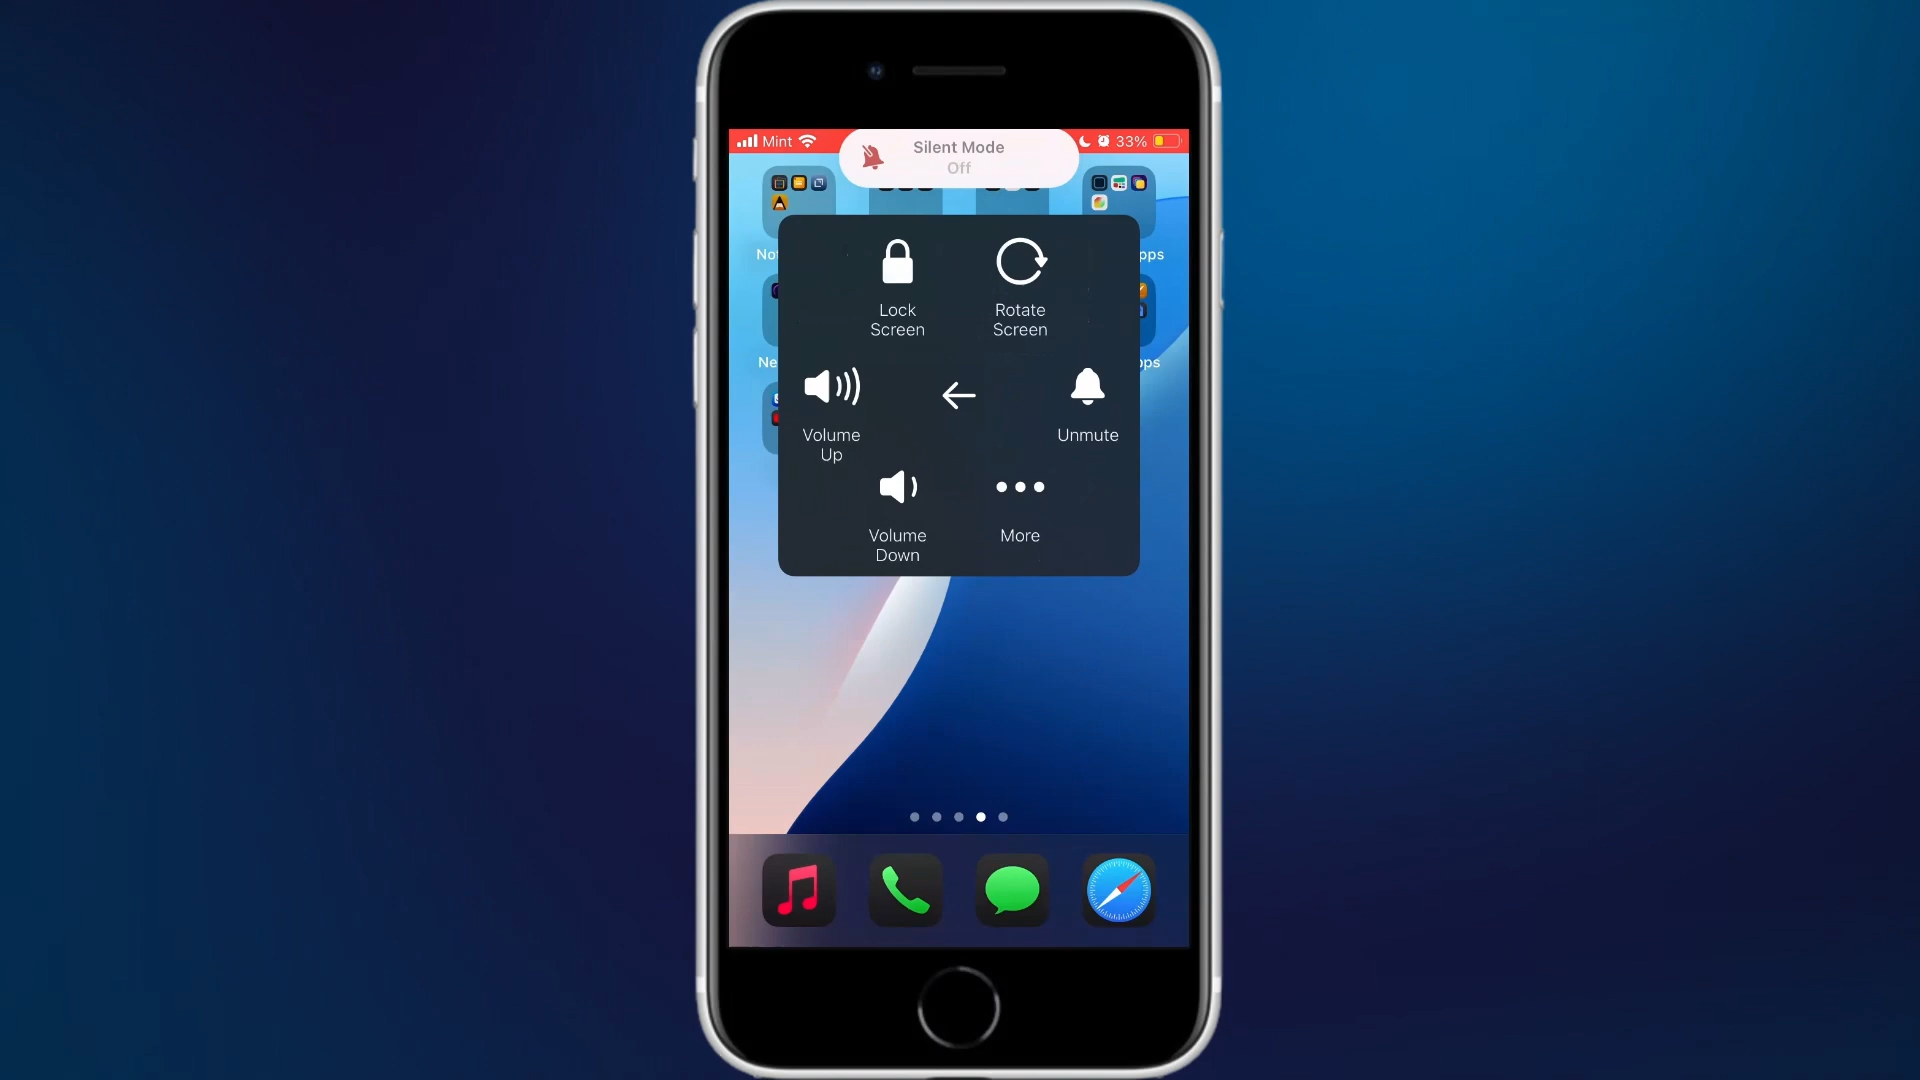 Mint
Silent Mode
Off
33%
Lock
Screen
Rotate
Screen
Volume
Up
Unmute
Volume
Down
More